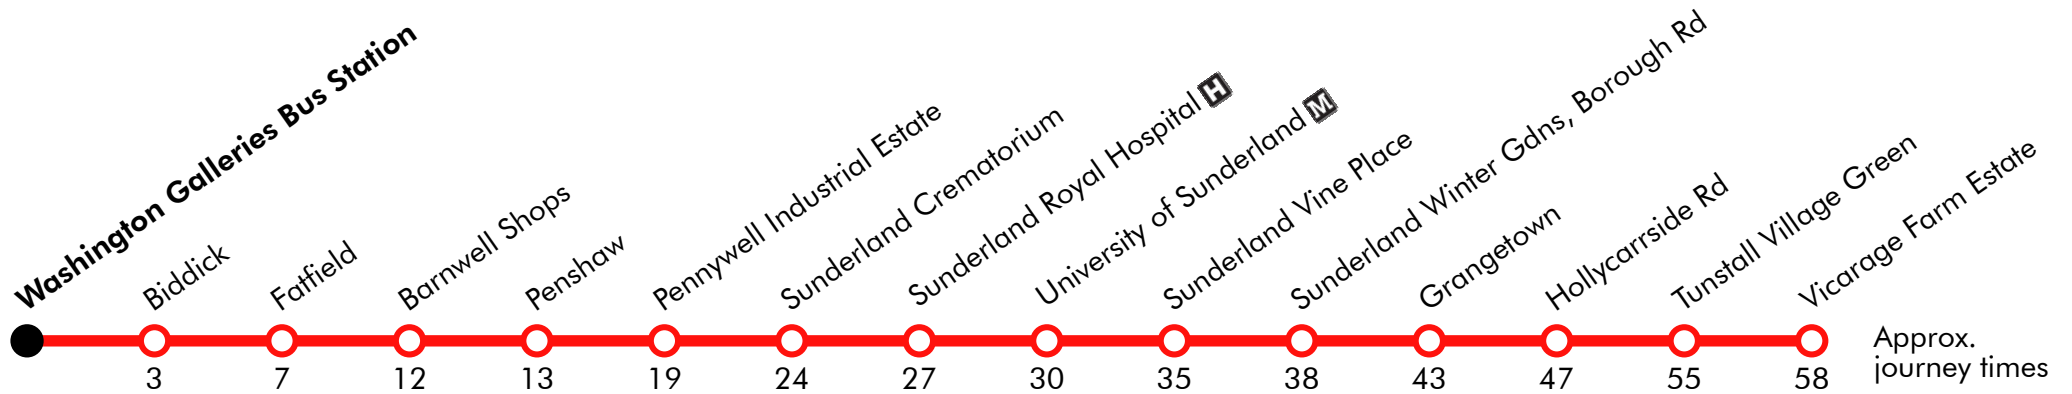 Washington Galleries Bus Station
Biddick
Fatfield
Barnwell Shops
Penshaw
Pennywell Industrial Estate
Sunderland Crematorium
Sunderland Royal Hospital H
University of Sunderland M
Sunderland Vine Place
Sunderland Winter Gdns, Borough Rd
Grangetown
Hollycarrside Rd
Tunstall Village Green
Vicarage Farm Estate
3 7 12 13 19 24 27 30 35 38 43 47 55 58
Approx.
journey times